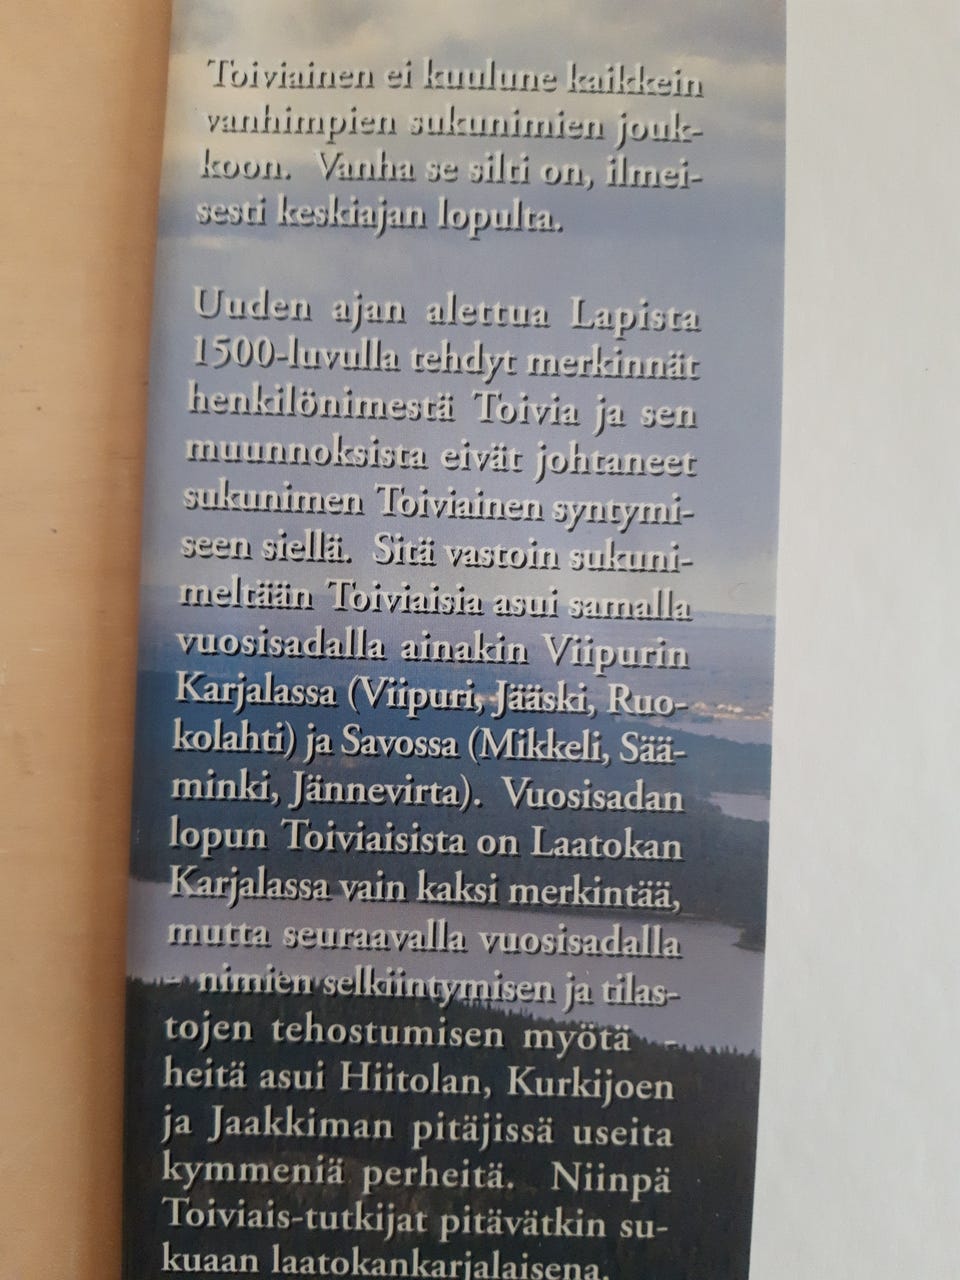 Toiviainen ei kuulune kaikkein
vanhimpien sukunimien jouk-
koon. Vanha se silti on, ilmei-
sesti keskiajan lopulta.
Uuden ajan alettua Lapista
1500-luvulla tehdyt merkinnät
henkilönimestä Toivia ja sen
muunnoksista eivät johtaneet
sukunimen Toiviainen syntymi-
seen siellä. Sitä vastoin sukuni-
meltään Toiviaisia asui samalla
vuosisadalla ainakin Viipurin
Karjalassa (Viipuri, Jääski, Ruo-
kolahti) ja Savossa (Mikkeli, Sää-
minki, Jännevirta). Vuosisadan
lopun Toiviaisista on Laatokan
Karjalassa vain kaksi merkintää,
mutta seuraavalla vuosisadalla
- nimien selkiintymisen ja tilas-
tojen tehostumisen myötä -
heitä asui Hiitolan, Kurkijoen
ja Jaakkiman pitäjissä useita
kymmeniä perheitä. Niinpä
Toiviais-tutkijat pitävätkin su-
kuaan laatokankarjalaisena.